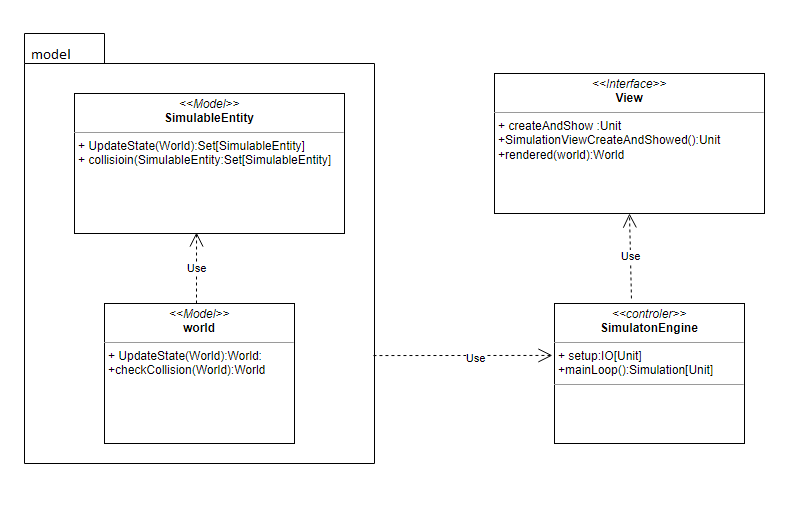 model
<<Model>>
SimulableEntity
+ UpdateState(World):Set[SimulableEntity]
+ collisioin(SimulableEntity:Set[SimulableEntity]
Use
<<Model>>
world
+ UpdateState(World):World:
+checkCollision(World):World
Use
<<Interface>>
View
+ createAndShow :Unit
+SimulationViewCreateAndShowed():Unit
+rendered(world):World
Use
<<controler>>
SimulatonEngine
+ setup:IO[Unit]
+mainLoop():Simulation[Unit]